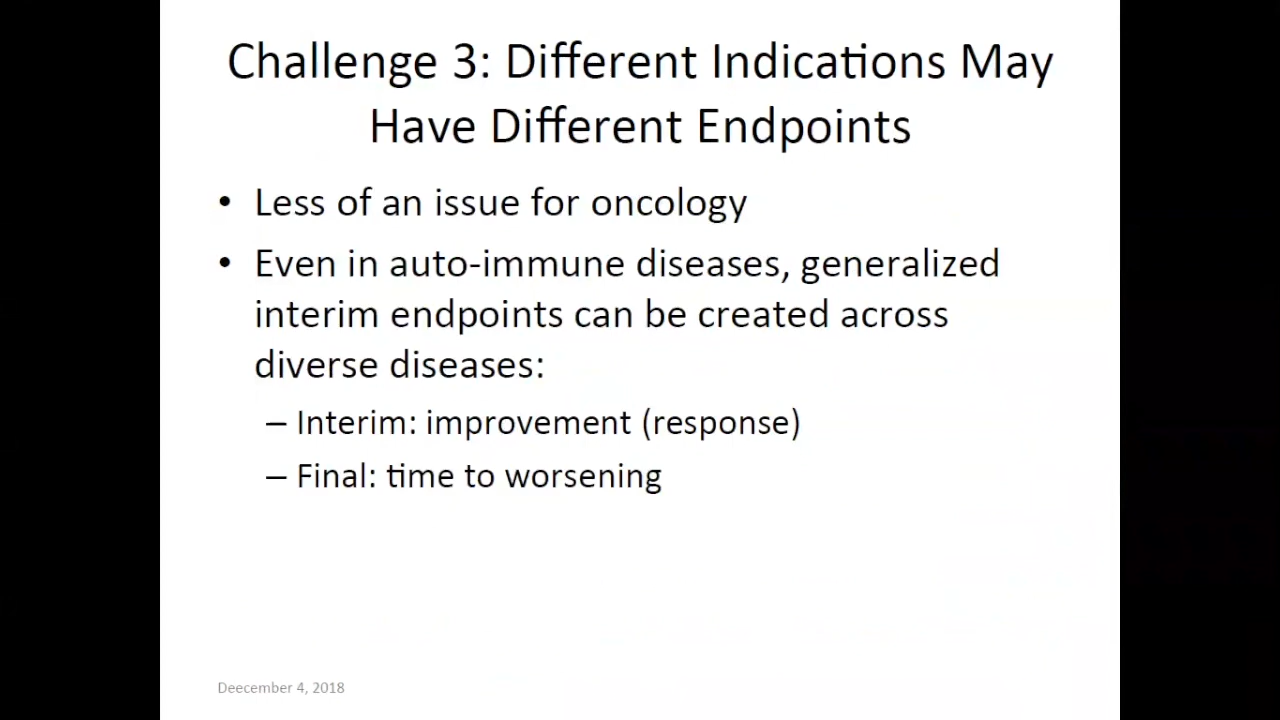 Challenge 3: Different Indications May
Have Different Endpoints
• Less of an issue for oncology
• Even in auto-immune diseases, generalized
interim endpoints can be created across
diverse diseases:
– Interim: improvement (response)
– Final: time to worsening
Deecember 4, 2018